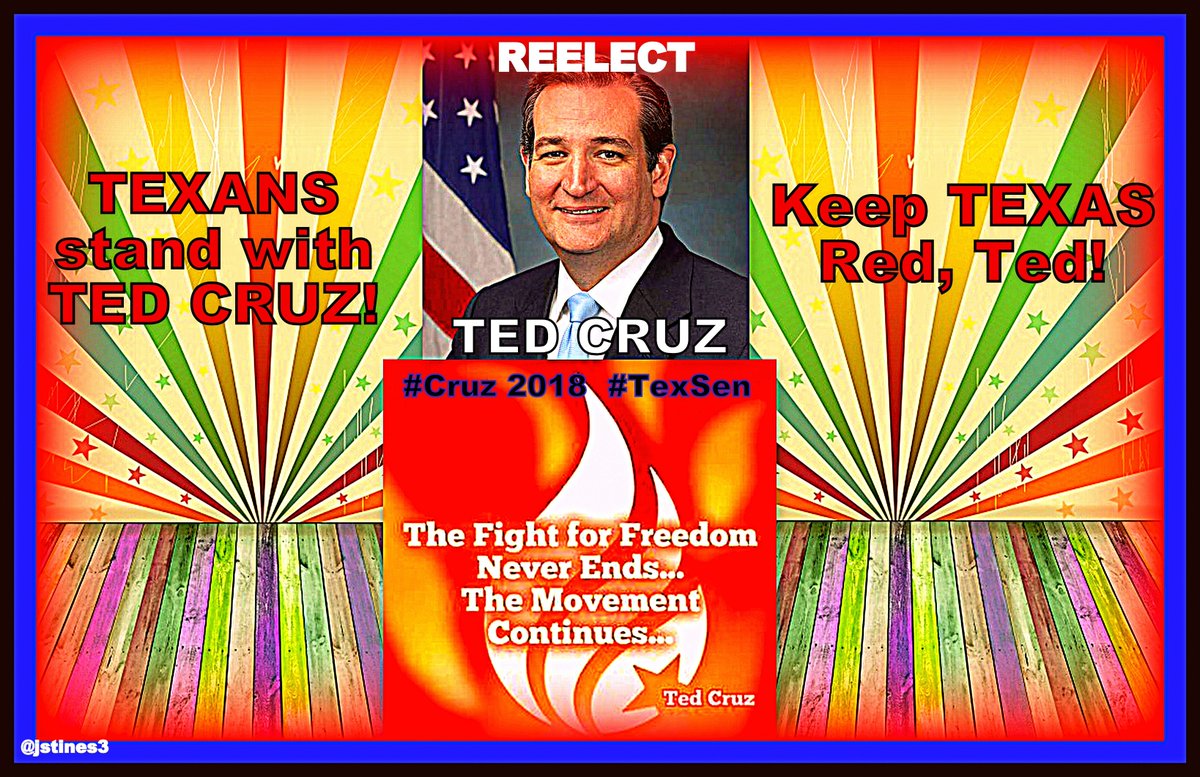 REELECT
TEXANS
stand with
TED CRUZ!
Keep TEXAS
Red, Ted!
TED CRUZ
#Cruz 2018 #TexSen
The Fight for Freedom
Never Ends...
The Movement
Continues...
Ted Cruz
@jstines3